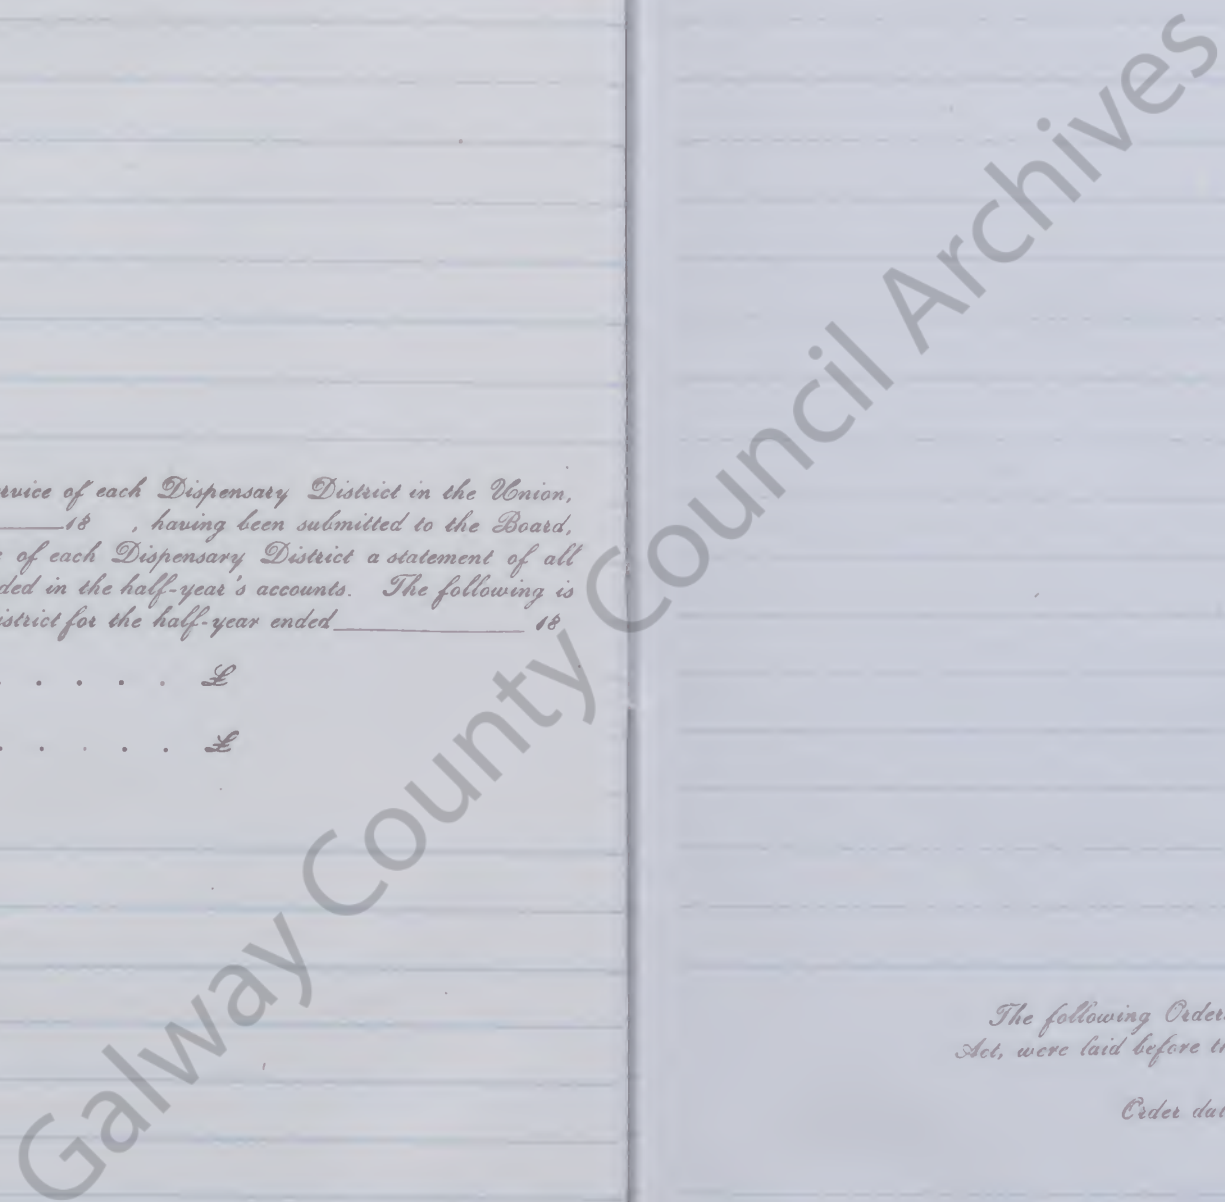 rvice of each Dispensary District in the Union,
18 , having been submitted to the Board,
of each Dispensary District a statement of all
ded in the half-year's accounts. The following is
istrict for the half-year ended 18
. . . . . £
. . . . . £
The following Order
Act, were laid before th
Order dat
Galway County Council Archives